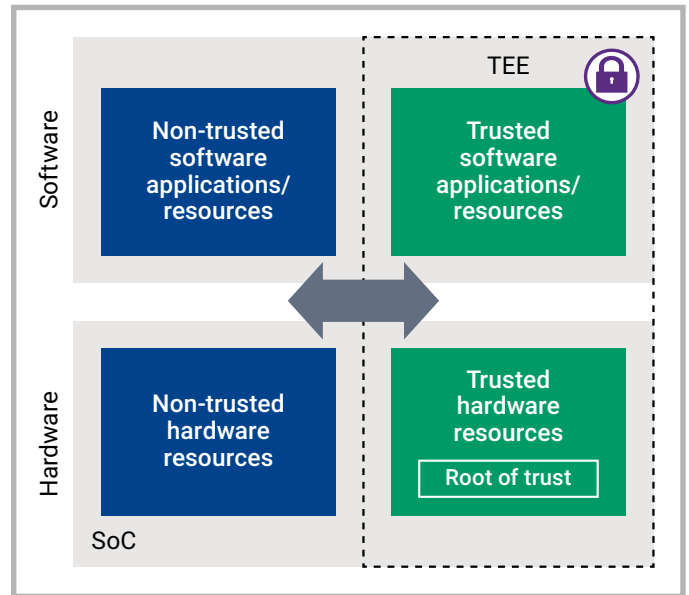 TEE
Software
Non-trusted
software
applications/
resources
Trusted
software
applications/
resources
Hardware
Non-trusted
hardware
resources
Trusted
hardware
resources
Root of trust
SoC